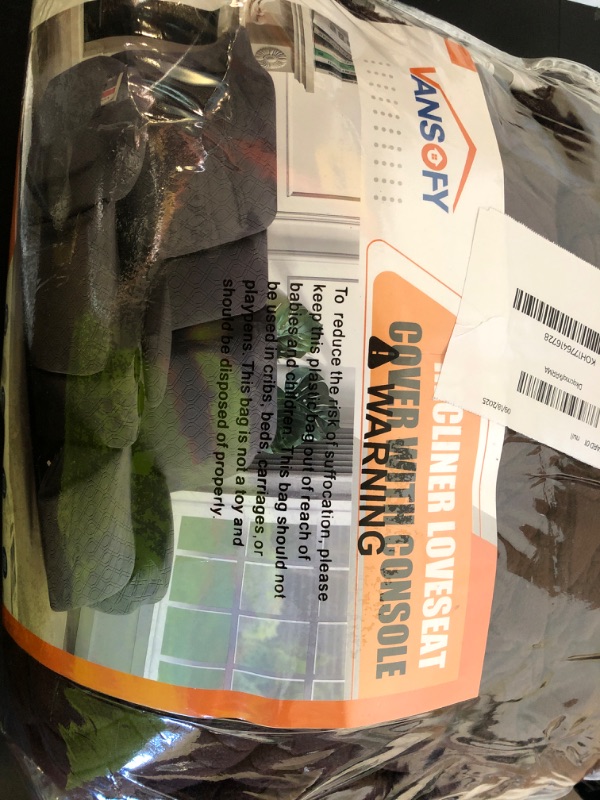 VANSOFY
RECLINER LOVESEAT
COVER WITH CONSOLE
WARNING
To reduce the risk of suffocation, please
keep this plastic bag out of reach of
babies and children. This bag should not
be used in cribs, beds, carriages, or
playpens. This bag is not a toy and
should be disposed of properly.
KOH1776416728